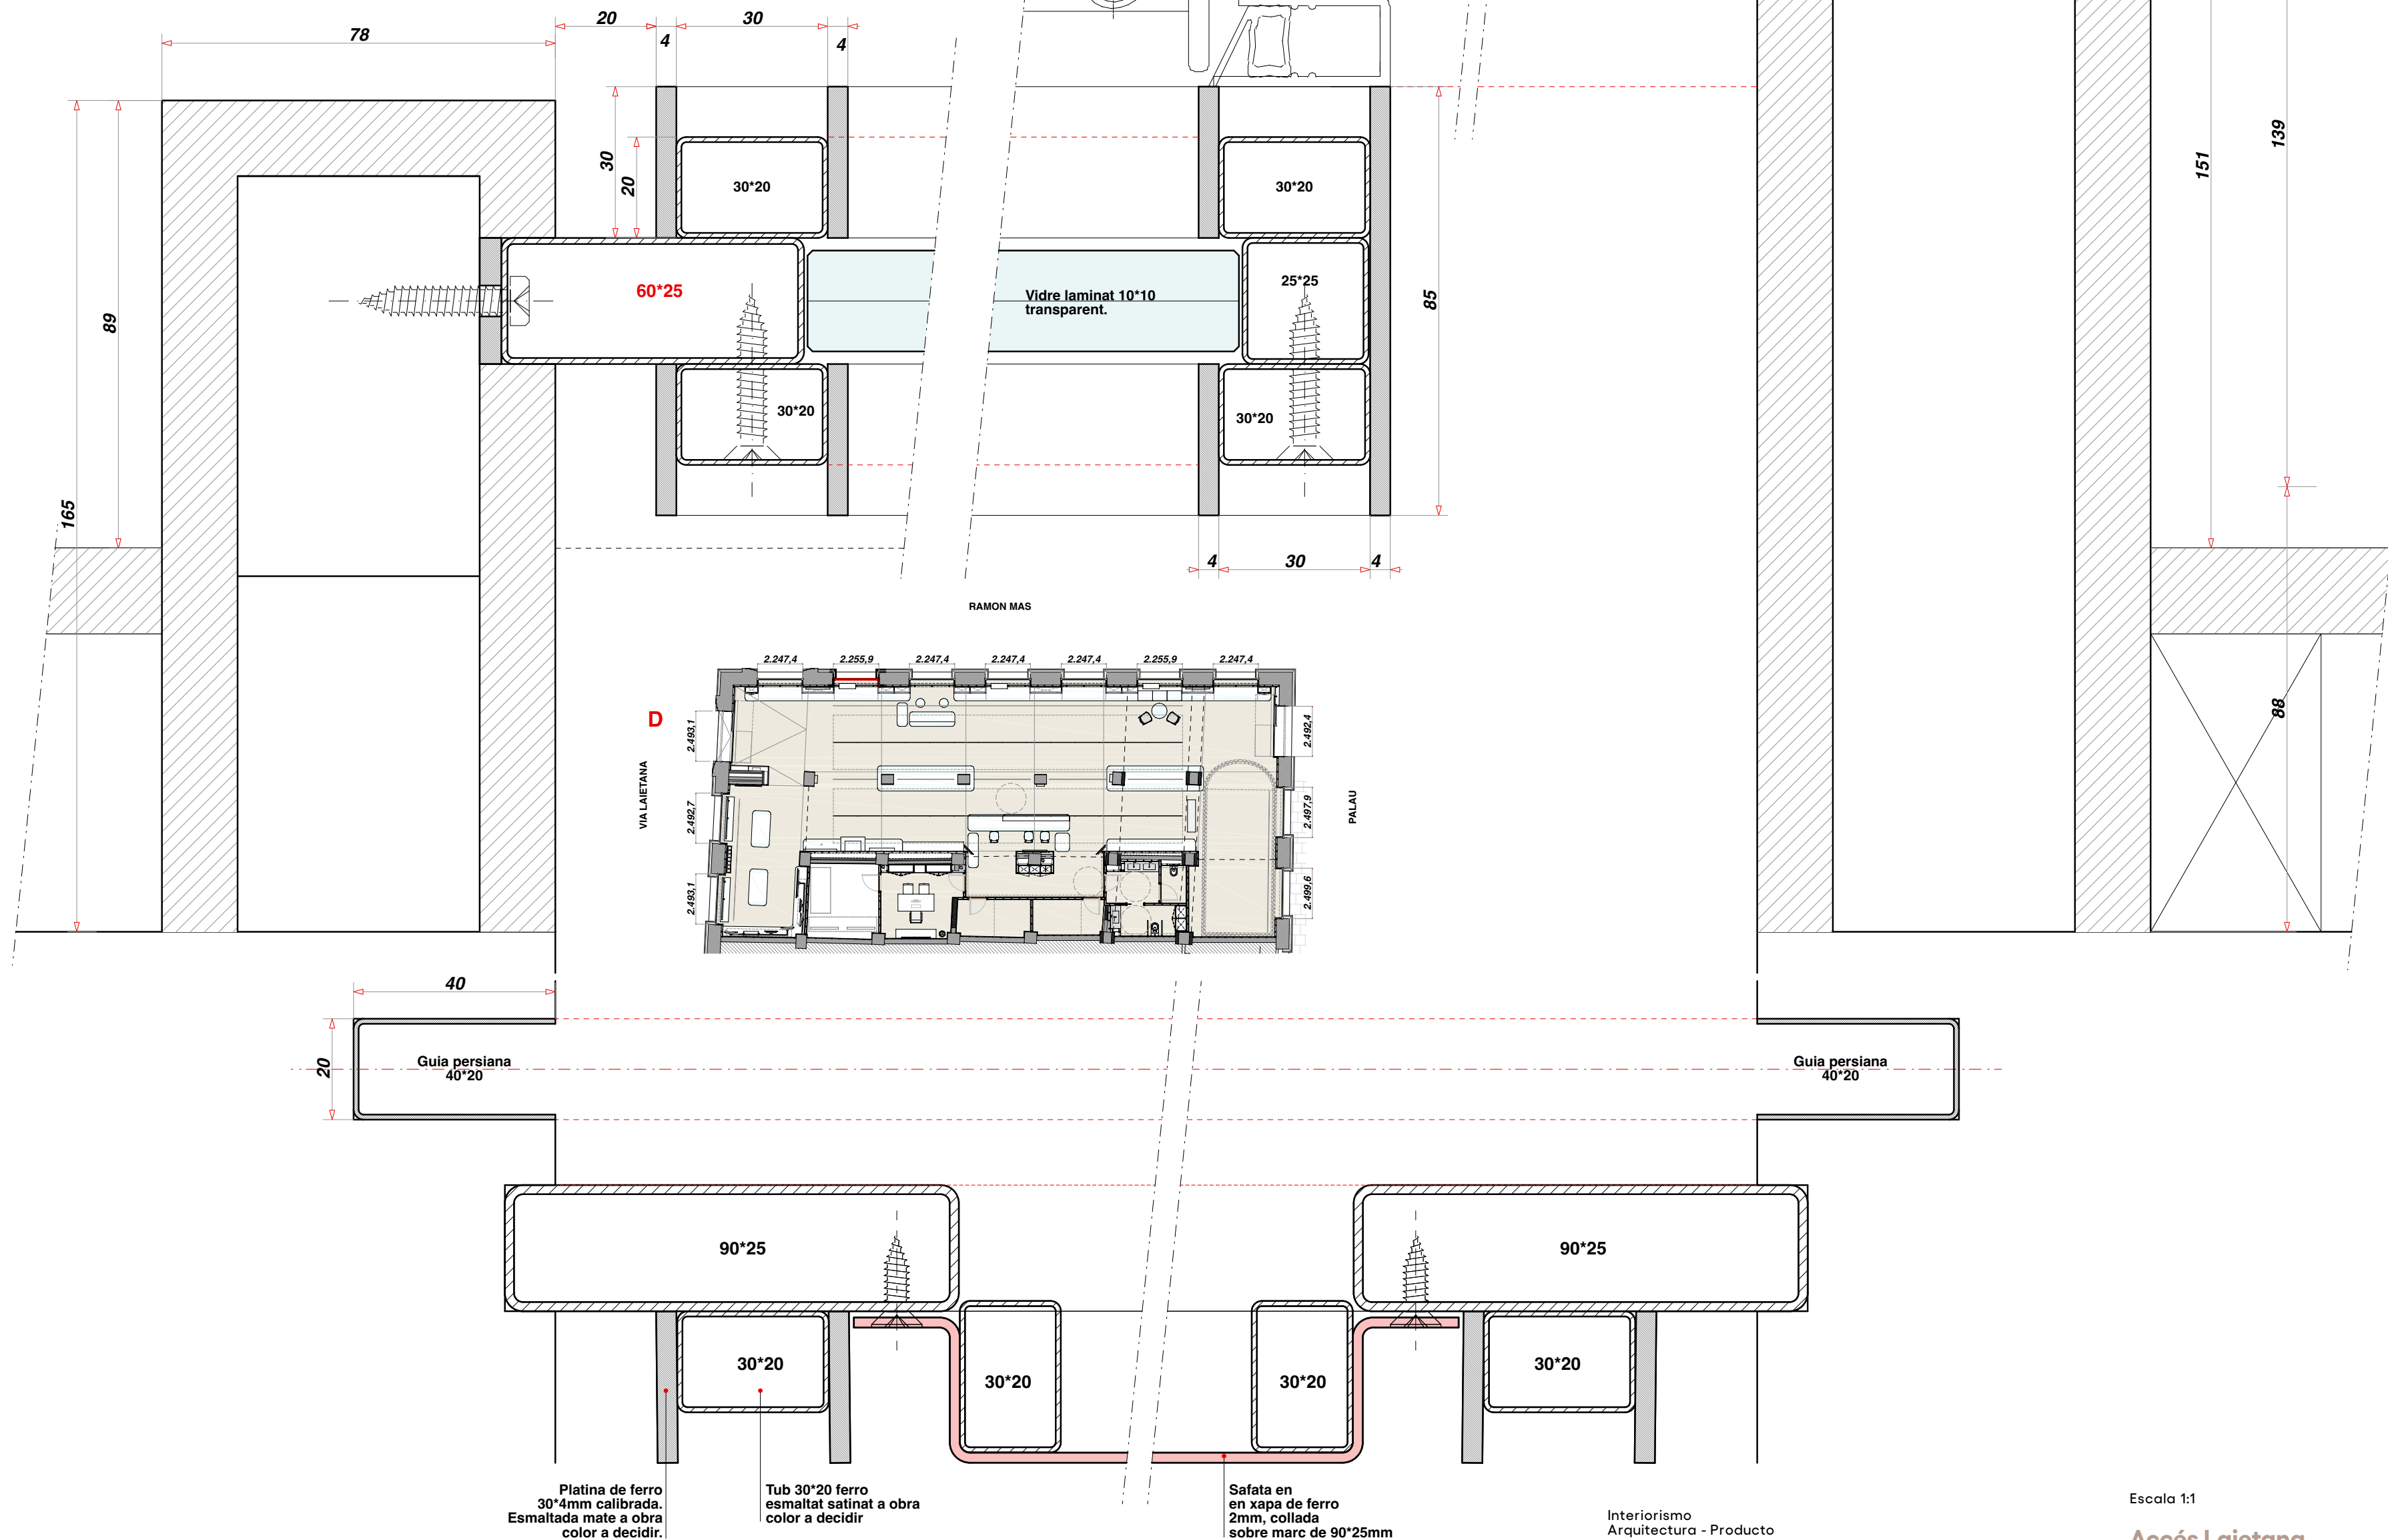 20
30
78
4
4
30
20
30*20
30*20
139
151
60*25
Vidre laminat 10*10
transparent.
25*25
85
89
30*20
30*20
165
4
30
4
RAMON MAS
2.247,4
2.255,9
2.247,4
2.247,4
2.247,4
2.255,9
2.247,4
D
2.493,1
2.492,4
88
VIA LAIETANA
2.492,7
2.497,9
PALAU
2.493,1
2.499,6
40
20
Guia persiana
40*20
Guia persiana
40*20
90*25
90*25
30*20
30*20
30*20
30*20
Platina de ferro
30*4mm calibrada.
Esmaltada mate a obra
color a decidir.
Tub 30*20 ferro
esmaltat satinat a obra
color a decidir
Safata en
en xapa de ferro
2mm, collada
sobre marc de 90*25mm
Interiorismo
Arquitectura - Producto
Escala 1:1
Accés Laietana